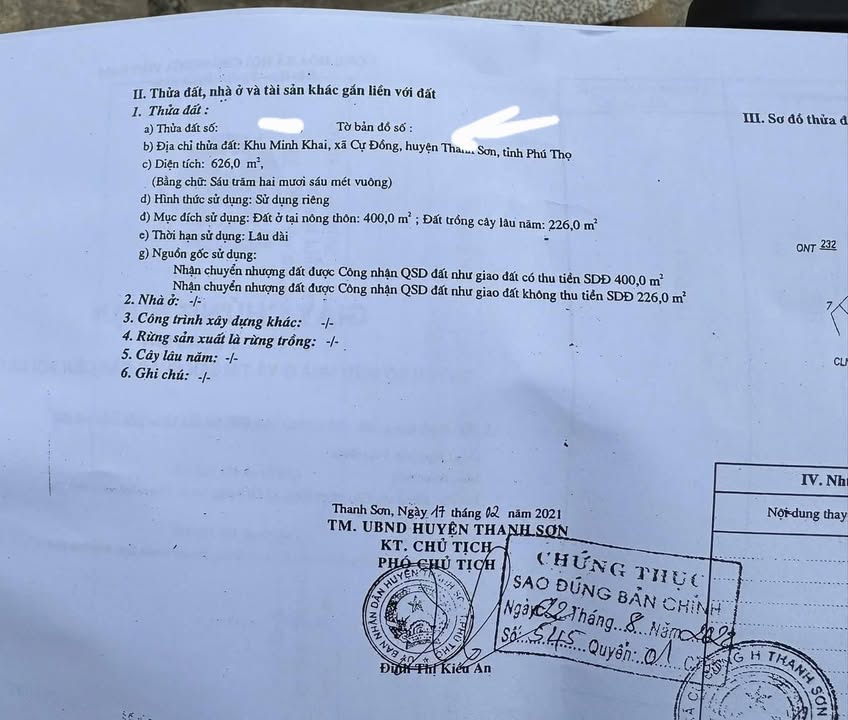 II. Thửa đất, nhà ở và tài sản khác gắn liền với đất
1. Thửa đất :
a) Thửa đất số: Tờ bản đồ số :
b) Địa chỉ thửa đất: Khu Minh Khai, xã Cự Đồng, huyện Thanh Sơn, tỉnh Phú Thọ
c) Diện tích: 626,0 m²,
(Bằng chữ: Sáu trăm hai mươi sáu mét vuông)
d) Hình thức sử dụng: Sử dụng riêng
đ) Mục đích sử dụng: Đất ở tại nông thôn: 400,0 m² ; Đất trồng cây lâu năm: 226,0 m²
e) Thời hạn sử dụng: Lâu dài
g) Nguồn gốc sử dụng:
Nhận chuyển nhượng đất được Công nhận QSD đất như giao đất có thu tiền SDĐ 400,0 m²
Nhận chuyển nhượng đất được Công nhận QSD đất như giao đất không thu tiền SDĐ 226,0 m²
2. Nhà ở: -/-
3. Công trình xây dựng khác: -/-
4. Rừng sản xuất là rừng trồng: -/-
5. Cây lâu năm: -/-
6. Ghi chú: -/-
III. Sơ đồ thửa đ
ONT 232
7
CLN
Thanh Sơn, Ngày 17 tháng 02 năm 2021
TM. UBND HUYỆN THANH SƠN
KT. CHỦ TỊCH
PHÓ CHỦ TỊCH
Đinh Thị Kiều An
CHỨNG THỰC
SAO ĐÚNG BẢN CHÍNH
Ngày 22 Tháng 8 Năm
Số: 545 Quyển: 01
IV. Nh
Nội dung thay
H THANH SƠN